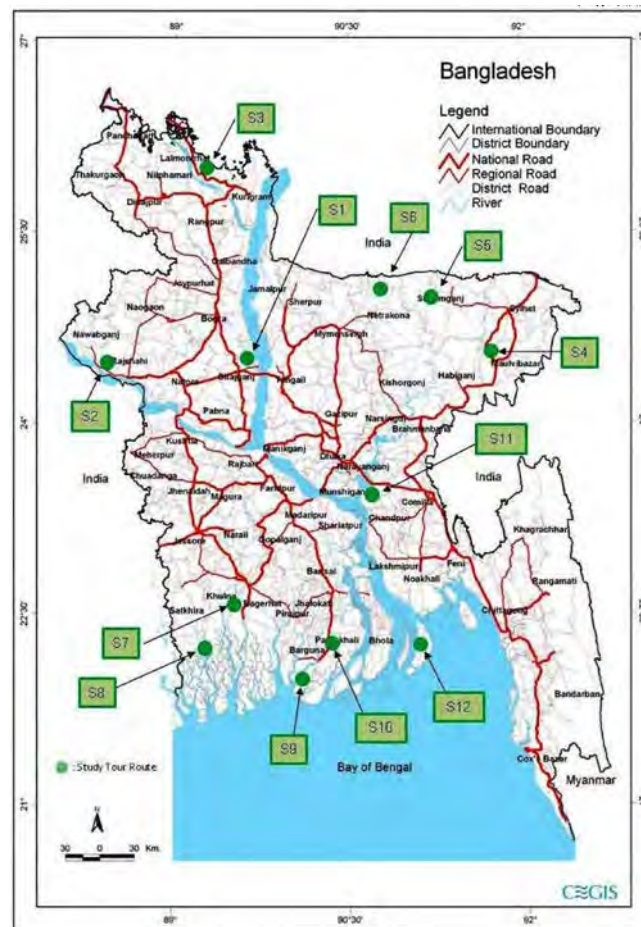 89° 90°30' 92°
27°
Bangladesh
Legend
International Boundary
District Boundary
National Road
Regional Road
District Road
River
S3
Panchagarh
Lalmonirhat
Thakurgaon
Nilphamari
Kurigram
Dinajpur
Rangpur
S1
S6
S5
25°30'
India
Gaibandha
Joypurhat
Jamalpur
Sherpur
Netrakona
Sunamganj
Sylhet
Naogaon
Bogra
Mymensingh
Nawabganj
Rajshahi
S4
Maulvibazar
Kishorgonj
Habiganj
Natore
Sirajganj
Tangail
S2
24°
Pabna
Gazipur
Narsingdi
Brahmanbaria
Kustia
Manikganj
Dhaka
S11
Meherpur
Rajbari
Narayanganj
India
India
Chuadanga
Faridpur
Munshiganj
Comilla
Jhenaidah
Magura
Madaripur
Chandpur
Khagrachhari
Shariatpur
Jessore
Narail
Gopalganj
Lakshmipur
Feni
Rangamati
Barisal
Noakhali
22°30'
Khulna
Bagerhat
Jhalokati
Chittagong
Satkhira
Pirojpur
S7
Patuakhali
Bhola
Barguna
Bandarban
S8
S9
S10
S12
Cox's Bazar
: Study Tour Route
Bay of Bengal
Myanmar
21°
N
30 0 30 Km.
CEGIS
89° 90°30' 92°